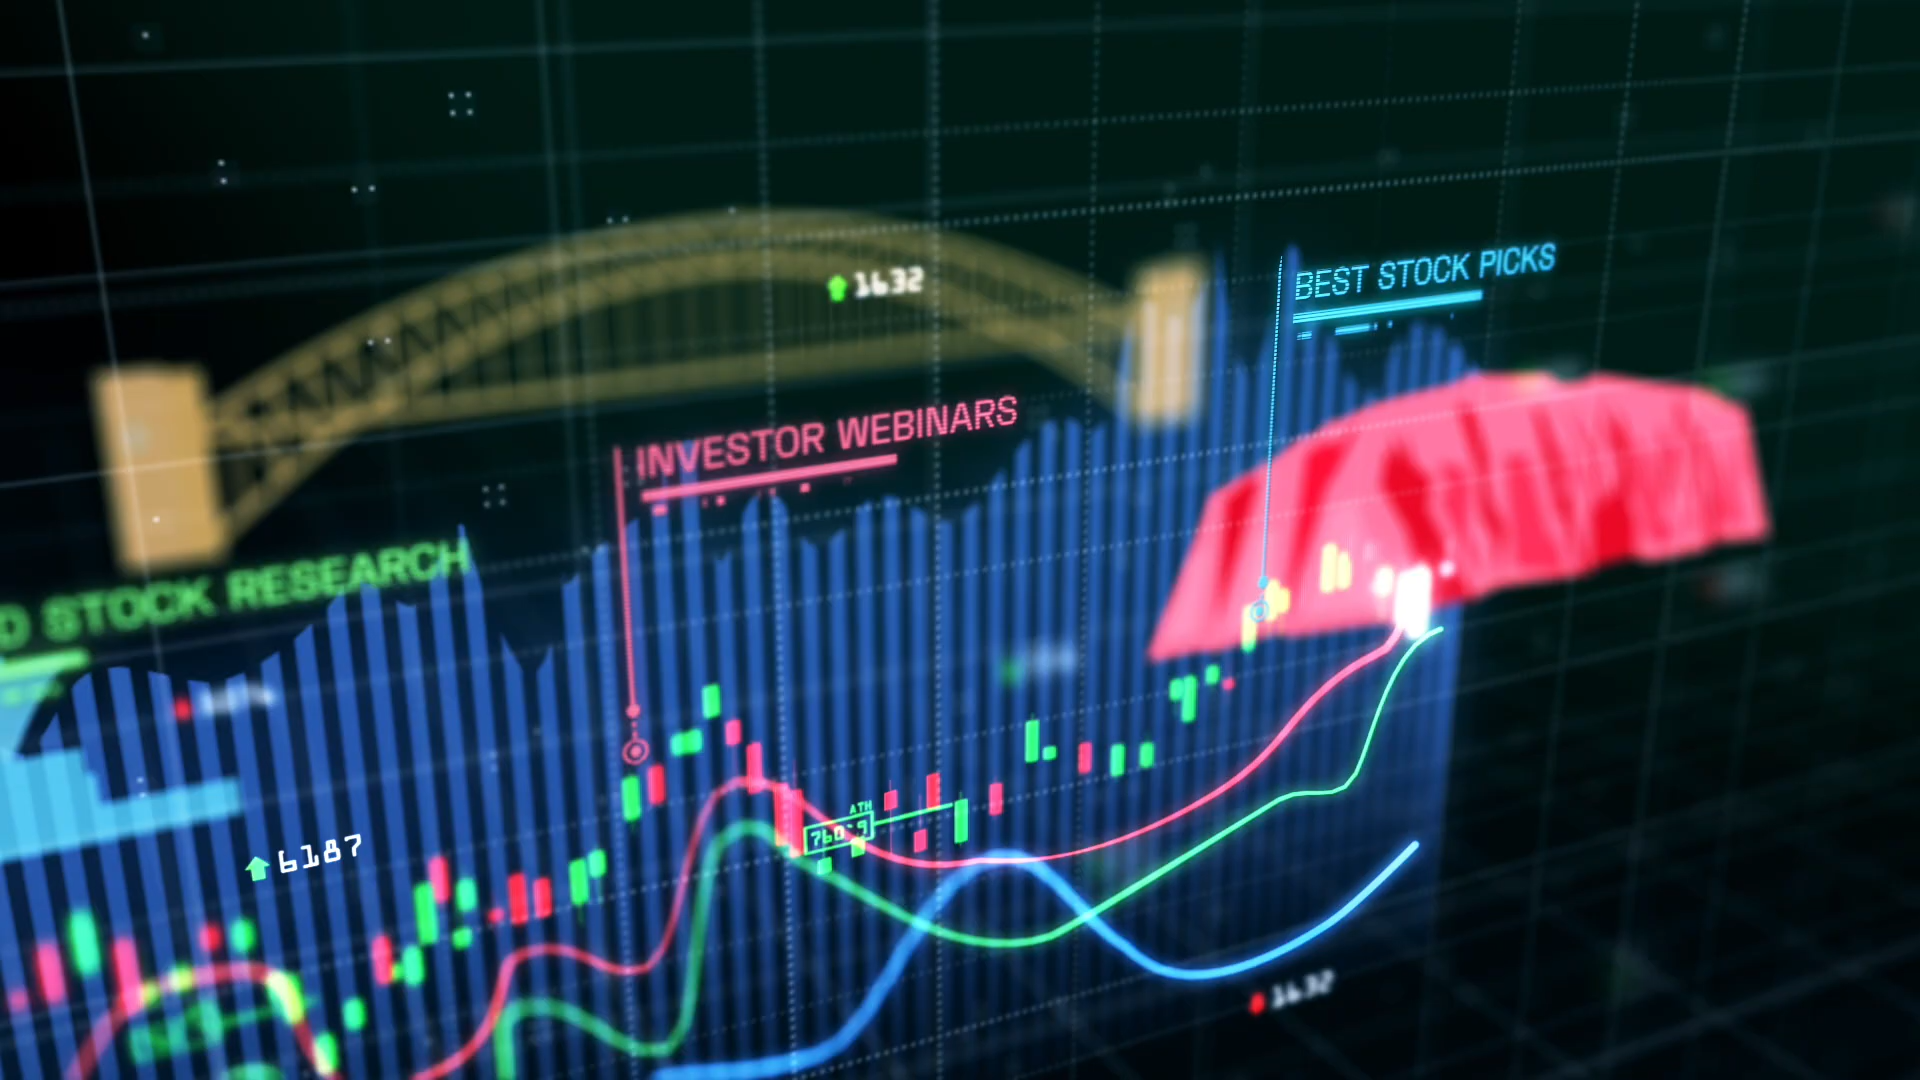 BEST STOCK PICKS
1632
INVESTOR WEBINARS
D STOCK RESEARCH
ATH
6187
1632